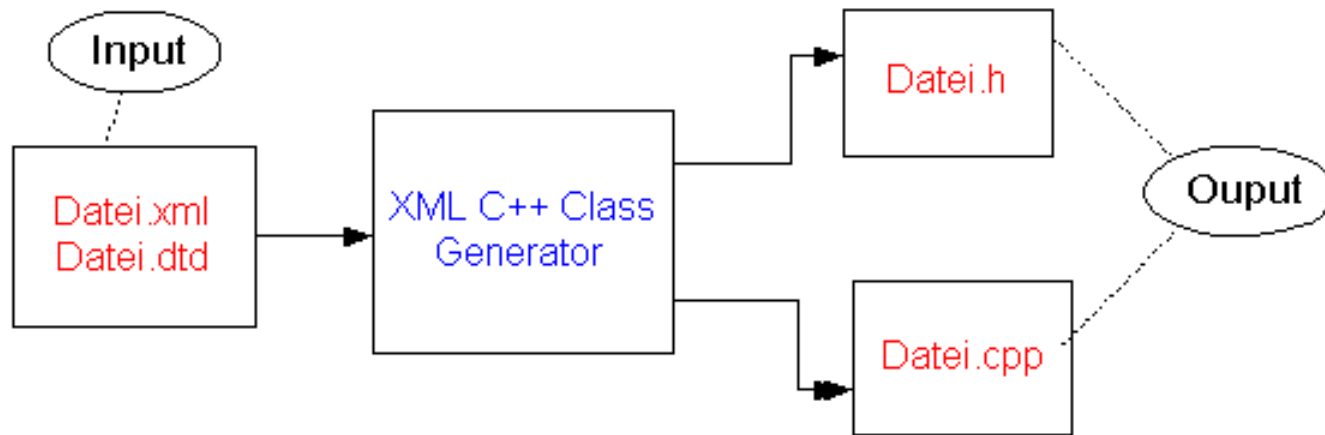 Input
Datei.xml
Datei.dtd
XML C++ Class
Generator
Datei.h
Datei.cpp
Ouput